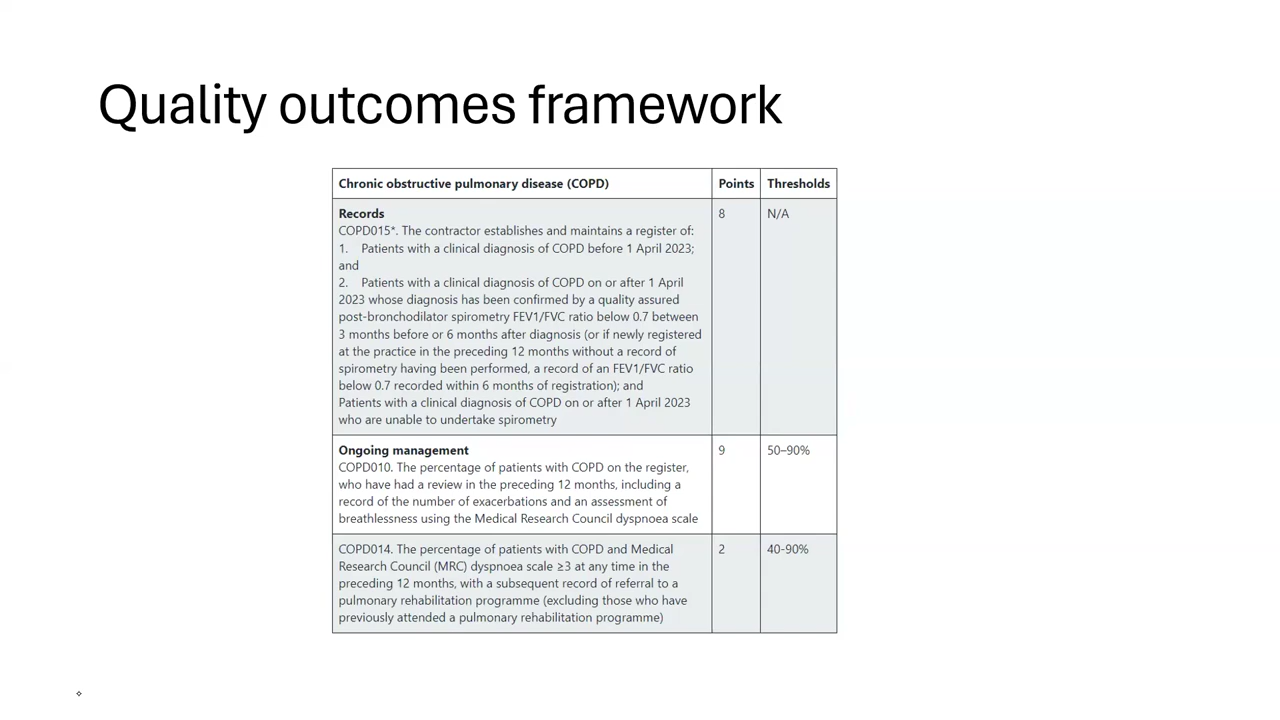 Quality outcomes framework
Chronic obstructive pulmonary disease (COPD) Points Thresholds
Records 8 N/A
COPD015*. The contractor establishes and maintains a register of:
1. Patients with a clinical diagnosis of COPD before 1 April 2023;
and
2. Patients with a clinical diagnosis of COPD on or after 1 April
2023 whose diagnosis has been confirmed by a quality assured
post-bronchodilator spirometry FEV1/FVC ratio below 0.7 between
3 months before or 6 months after diagnosis (or if newly registered
at the practice in the preceding 12 months without a record of
spirometry having been performed, a record of an FEV1/FVC ratio
below 0.7 recorded within 6 months of registration); and
Patients with a clinical diagnosis of COPD on or after 1 April 2023
who are unable to undertake spirometry
Ongoing management 9 50–90%
COPD010. The percentage of patients with COPD on the register,
who have had a review in the preceding 12 months, including a
record of the number of exacerbations and an assessment of
breathlessness using the Medical Research Council dyspnoea scale
COPD014. The percentage of patients with COPD and Medical 2 40-90%
Research Council (MRC) dyspnoea scale ≥3 at any time in the
preceding 12 months, with a subsequent record of referral to a
pulmonary rehabilitation programme (excluding those who have
previously attended a pulmonary rehabilitation programme)